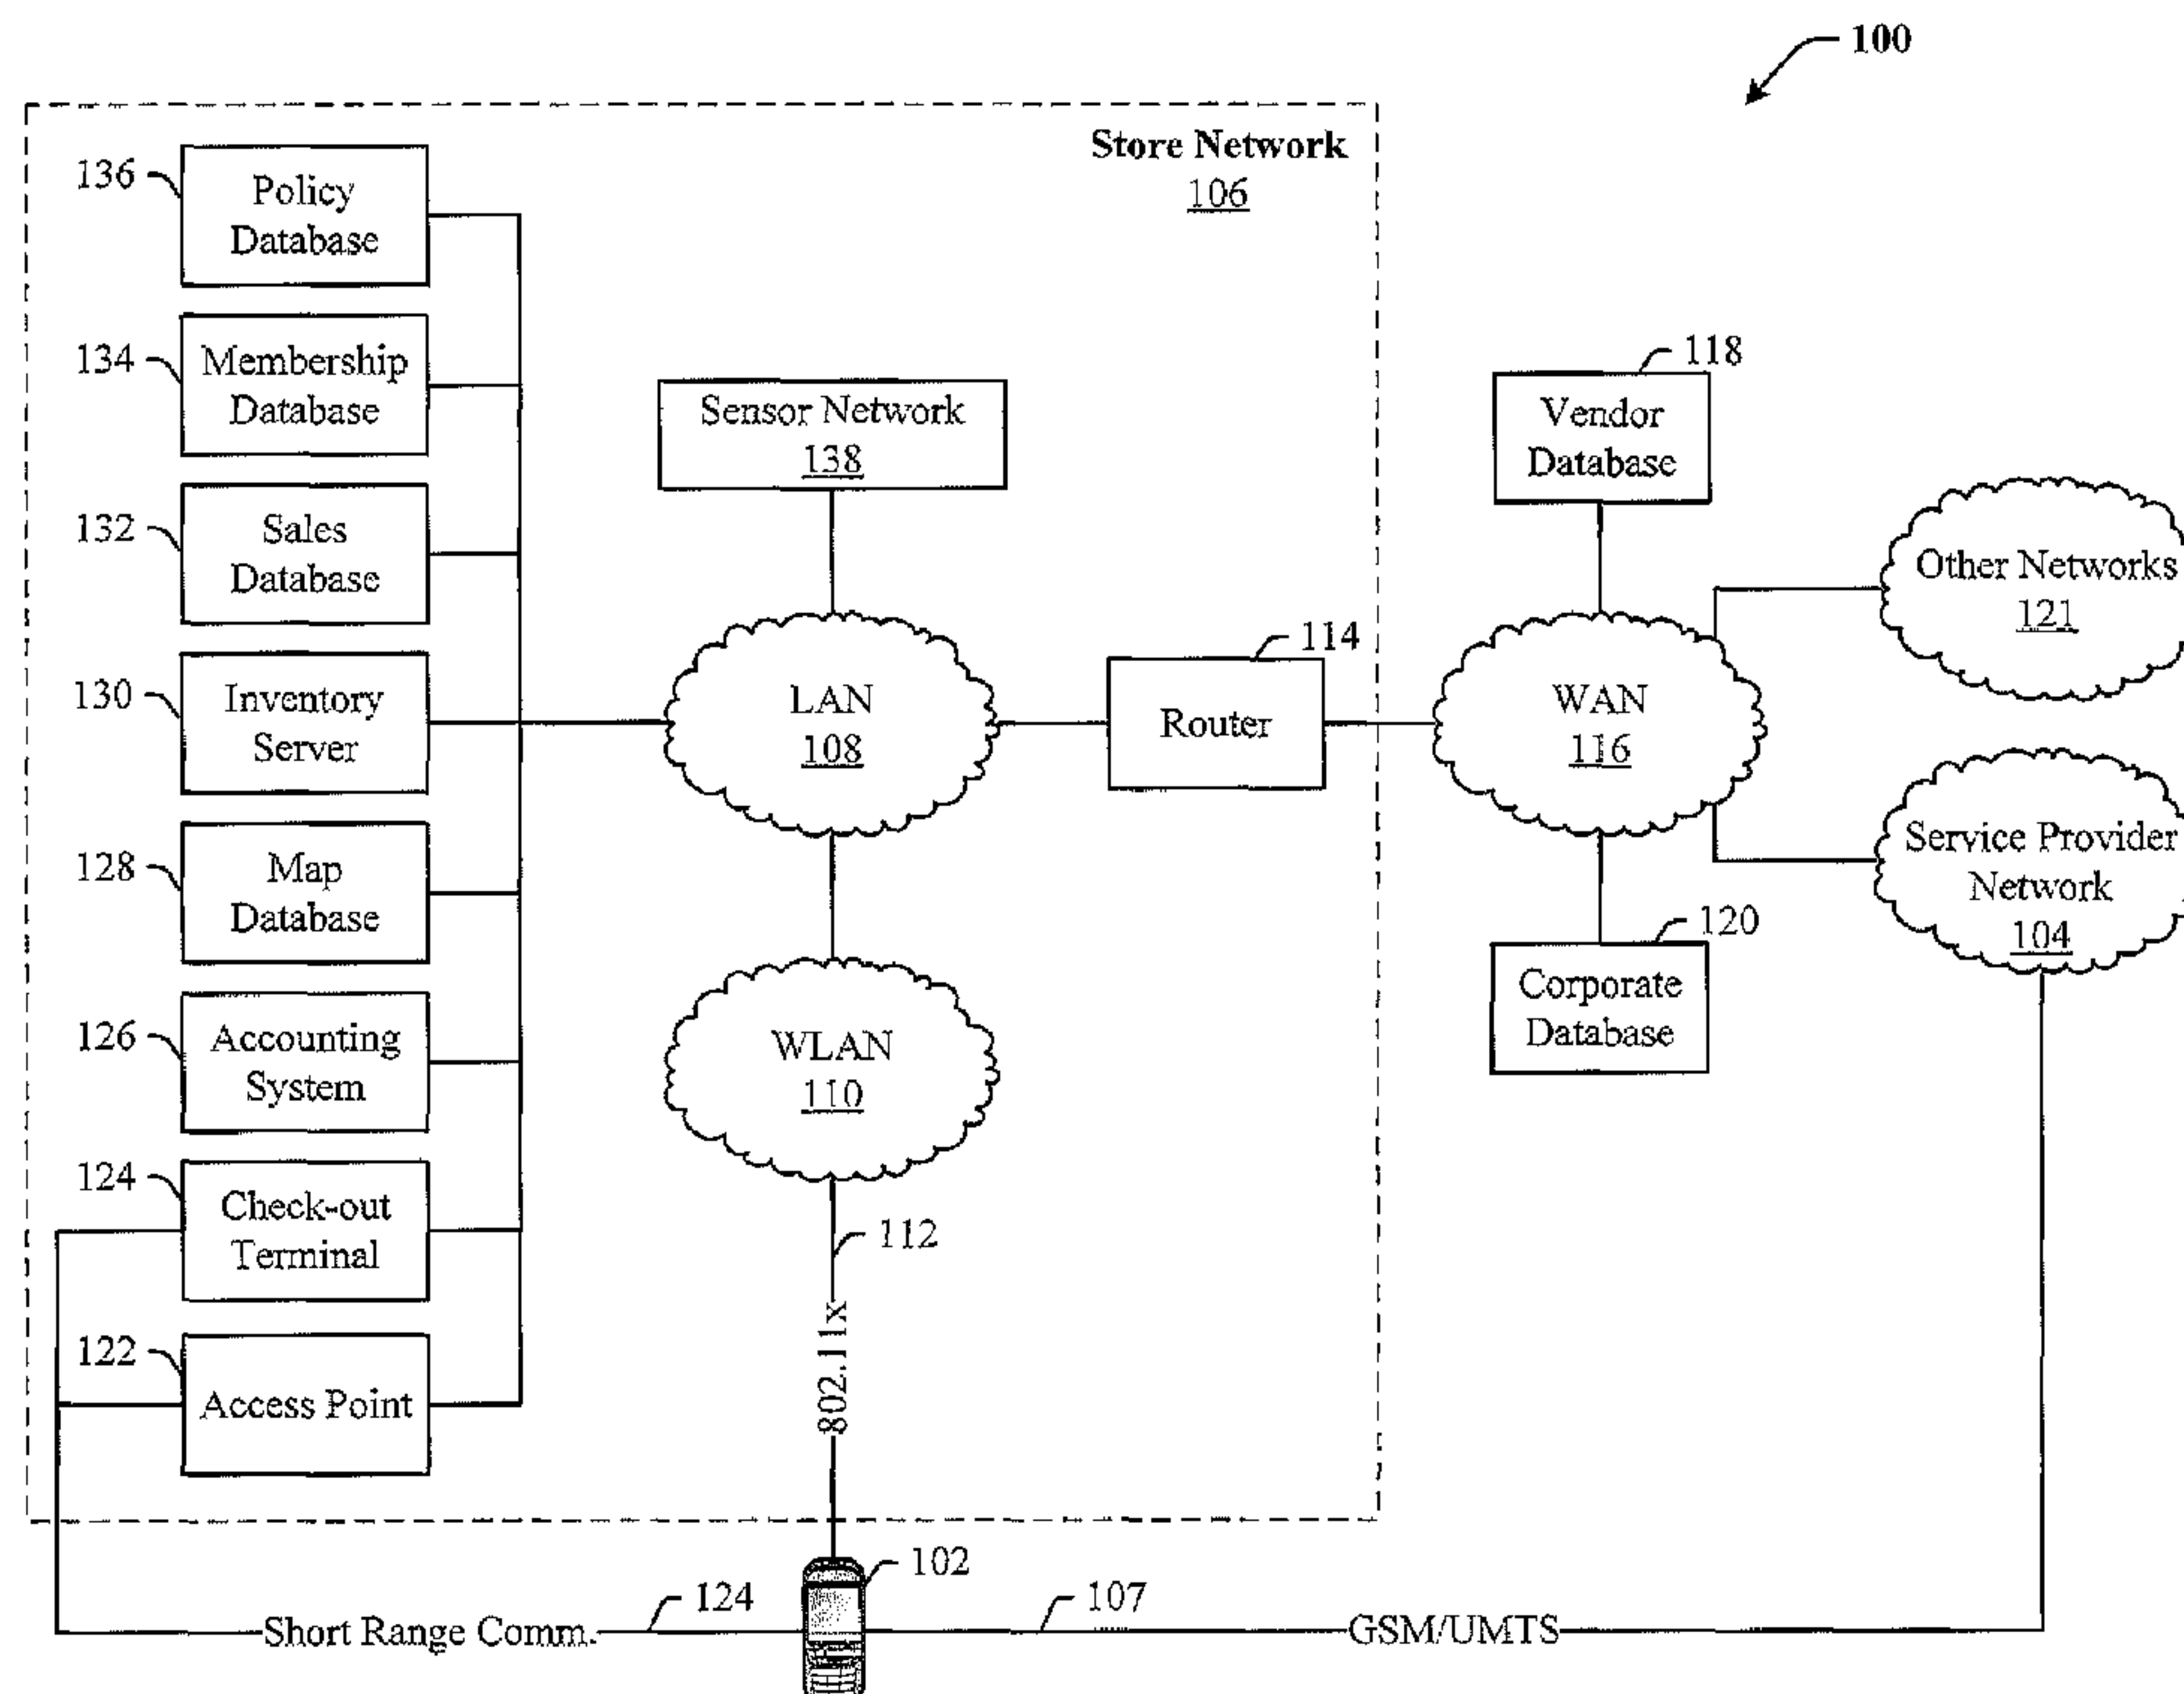 100
Store Network
106
136
Policy
Database
134
Membership
Database
132
Sales
Database
130
Inventory
Server
128
Map
Database
126
Accounting
System
124
Check-out
Terminal
122
Access Point
Sensor Network
138
LAN
108
114
Router
WLAN
110
112
802.11x
118
Vendor
Database
WAN
116
120
Corporate
Database
Other Networks
121
Service Provider
Network
104
102
Short Range Comm.
124
107
GSM/UMTS